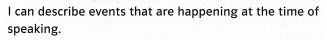 I can describe events that are happening at the time of
speaking.